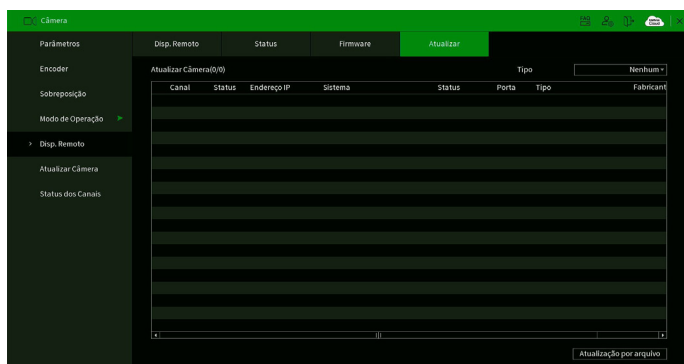 Câmera
Parâmetros
Disp. Remoto Status Firmware Atualizar
Encoder
Atualizar Câmera(0/0) Tipo Nenhum
Canal Status Endereço IP Sistema Status Porta Tipo Fabricant
Sobreposição
Modo de Operação
Disp. Remoto
Atualizar Câmera
Status dos Canais
Atualização por arquivo